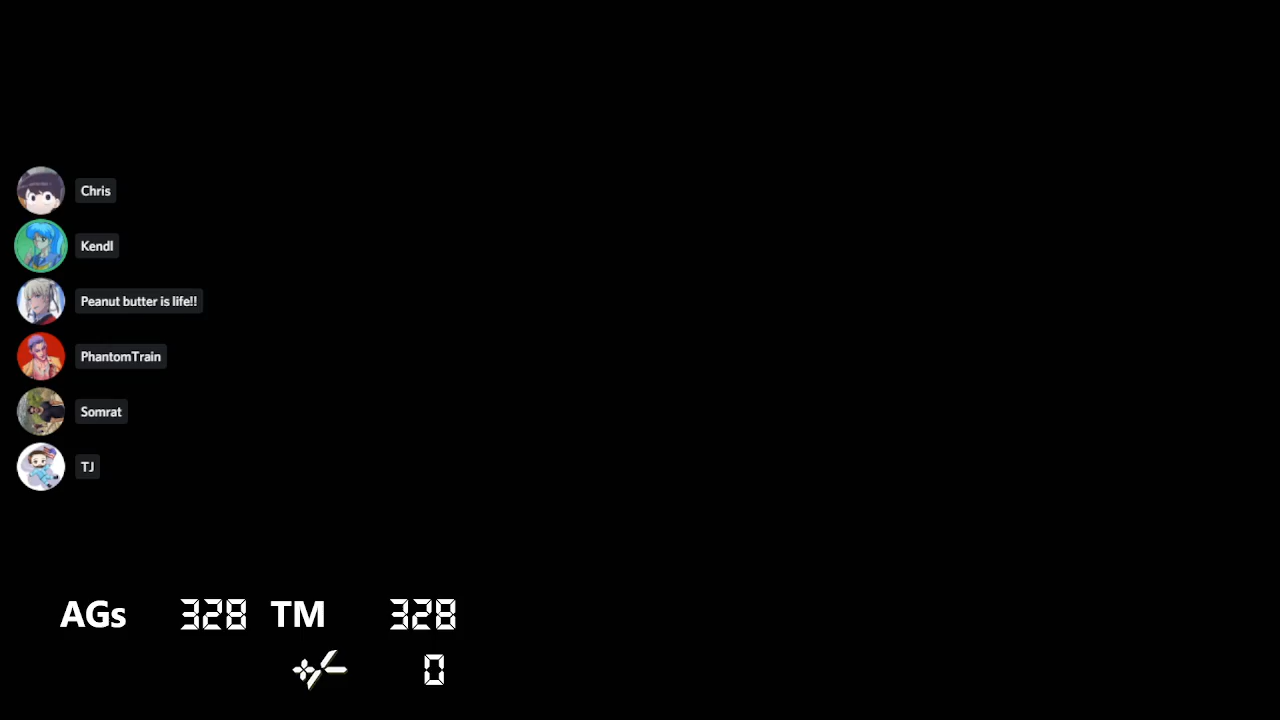 Chris
Kendl
Peanut butter is life!!
PhantomTrain
Somrat
TJ
AGs 328 TM 328
+/- 0